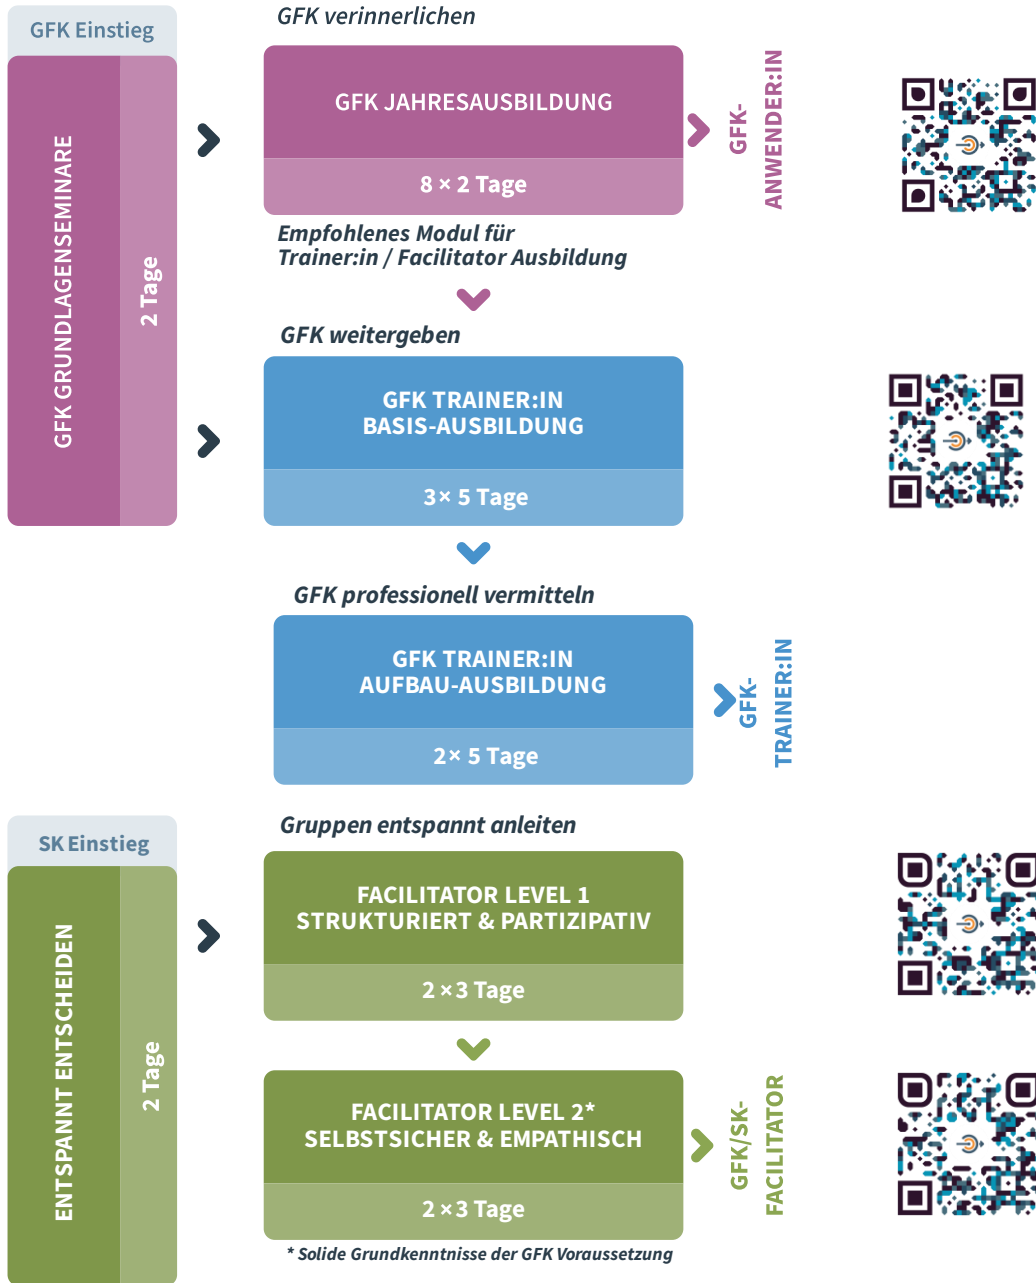 GFK Einstieg
GFK GRUNDLAGENSEMINARE
2 Tage
GFK verinnerlichen
GFK JAHRESAUSBILDUNG
8 × 2 Tage
GFK-
ANWENDER:IN
Empfohlenes Modul für
Trainer:in / Facilitator Ausbildung
GFK weitergeben
GFK TRAINER:IN
BASIS-AUSBILDUNG
3× 5 Tage
GFK professionell vermitteln
GFK TRAINER:IN
AUFBAU-AUSBILDUNG
2× 5 Tage
GFK-
TRAINER:IN
SK Einstieg
ENTSPANNT ENTSCHEIDEN
2 Tage
Gruppen entspannt anleiten
FACILITATOR LEVEL 1
STRUKTURIERT & PARTIZIPATIV
2 × 3 Tage
FACILITATOR LEVEL 2*
SELBSTSICHER & EMPATHISCH
2 × 3 Tage
GFK/SK-
FACILITATOR
* Solide Grundkenntnisse der GFK Voraussetzung